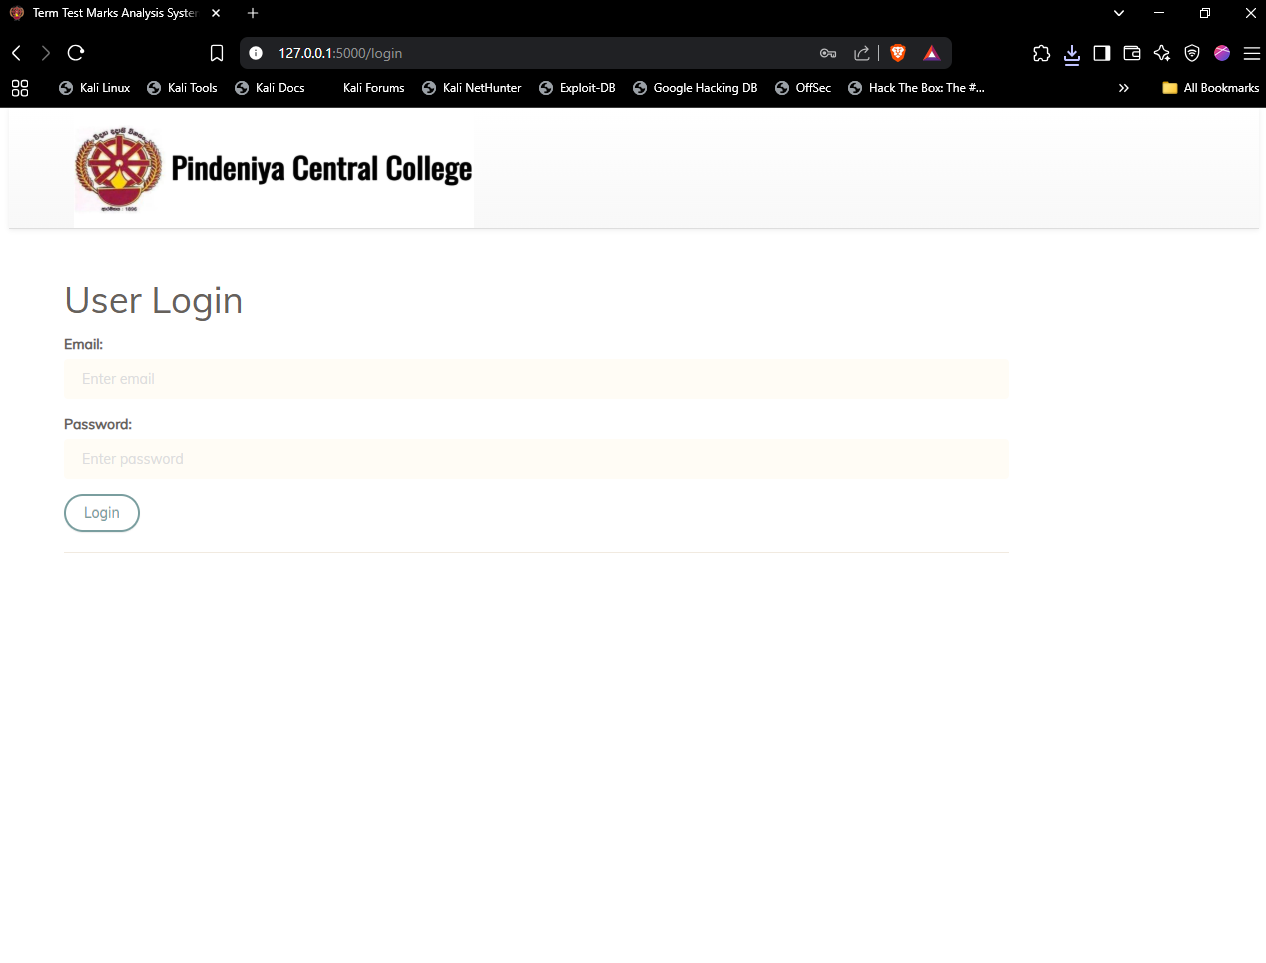 Term Test Marks Analysis Syste
127.0.0.1:5000/login
Kali Linux Kali Tools Kali Docs Kali Forums Kali NetHunter Exploit-DB Google Hacking DB OffSec Hack The Box: The #... All Bookmarks
Pindeniya Central College
User Login
Email:
Enter email
Password:
Enter password
Login